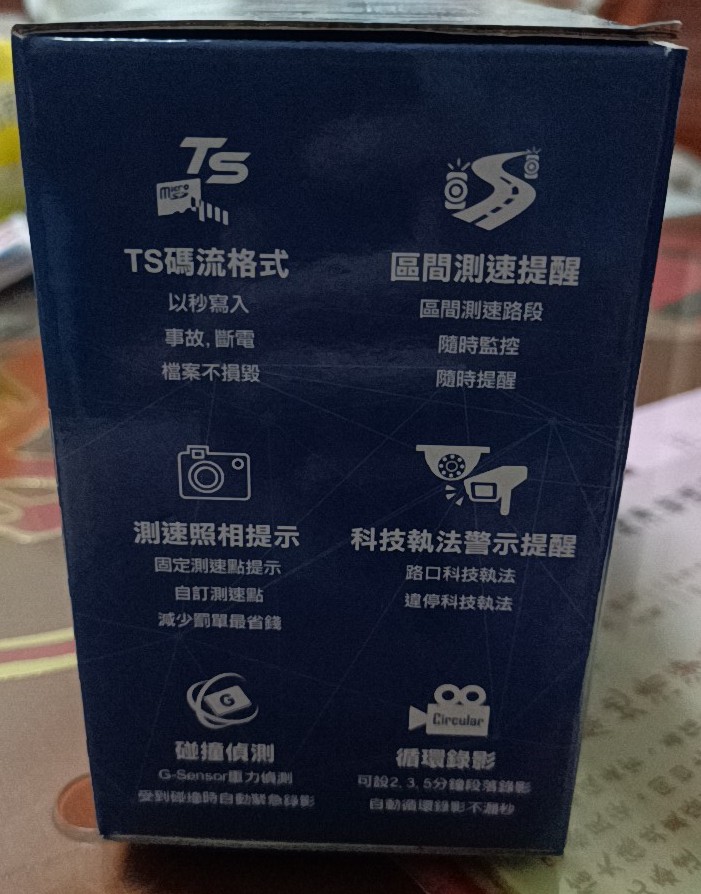 TS
micro
TS碼流格式
以秒寫入
事故, 斷電
檔案不損毀
區間測速提醒
區間測速路段
隨時監控
隨時提醒
測速照相提示
固定測速點提示
自訂測速點
減少罰單最省錢
科技執法警示提醒
路口科技執法
違停科技執法
G
碰撞偵測
G-Sensor重力偵測
受到碰撞時自動緊急錄影
Circular
循環錄影
可設2, 3, 5分鐘段落錄影
自動循環錄影不漏秒